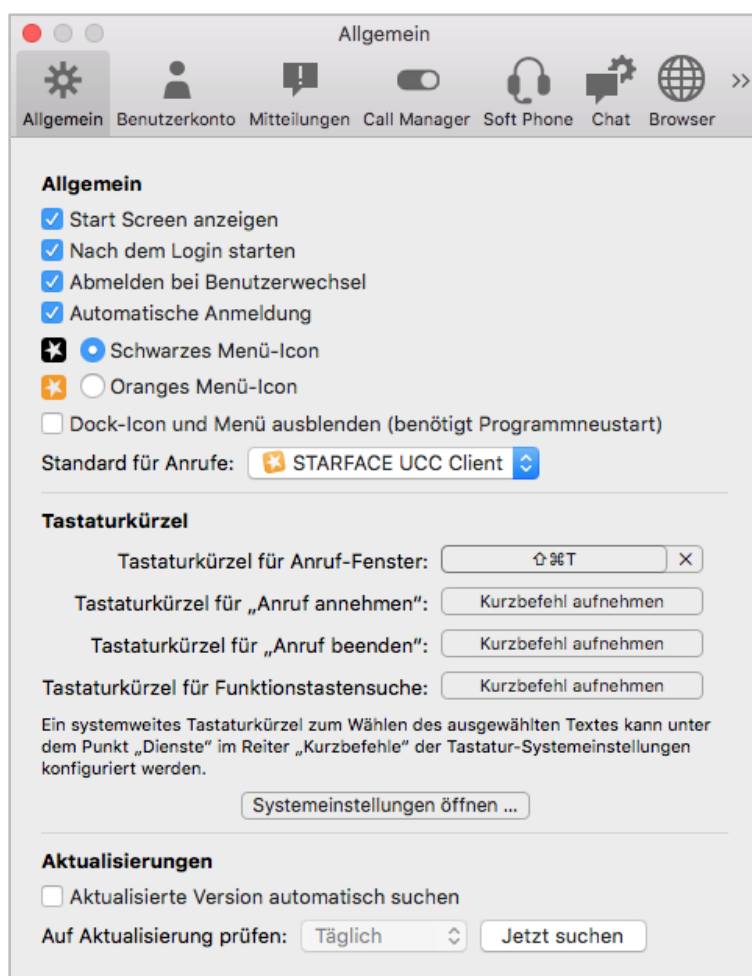 Allgemein
Allgemein Benutzerkonto Mitteilungen Call Manager Soft Phone Chat Browser
Allgemein
Start Screen anzeigen
Nach dem Login starten
Abmelden bei Benutzerwechsel
Automatische Anmeldung
Schwarzes Menü-Icon
Oranges Menü-Icon
Dock-Icon und Menü ausblenden (benötigt Programmneustart)
Standard für Anrufe: STARFACE UCC Client
Tastaturkürzel
Tastaturkürzel für Anruf-Fenster: ⇧⌘T ×
Tastaturkürzel für „Anruf annehmen“: Kurzbefehl aufnehmen
Tastaturkürzel für „Anruf beenden“: Kurzbefehl aufnehmen
Tastaturkürzel für Funktionstastensuche: Kurzbefehl aufnehmen
Ein systemweites Tastaturkürzel zum Wählen des ausgewählten Textes kann unter
dem Punkt „Dienste“ im Reiter „Kurzbefehle“ der Tastatur-Systemeinstellungen
konfiguriert werden.
Systemeinstellungen öffnen ...
Aktualisierungen
Aktualisierte Version automatisch suchen
Auf Aktualisierung prüfen: Täglich Jetzt suchen